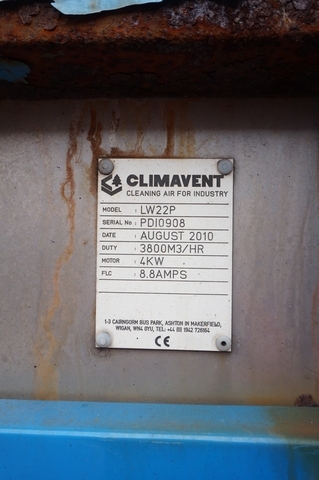 CLIMAVENT
CLEANING AIR FOR INDUSTRY
MODEL : LW22P
SERIAL No : PDI0908
DATE : AUGUST 2010
DUTY : 3800M3/HR
MOTOR : 4KW
FLC : 8.8AMPS
1-3 CAIRNGORM BUS PARK, ASHTON IN MAKERFIELD,
WIGAN, WN4 0YU, TEL: +44 (0) 1942 726164
CE